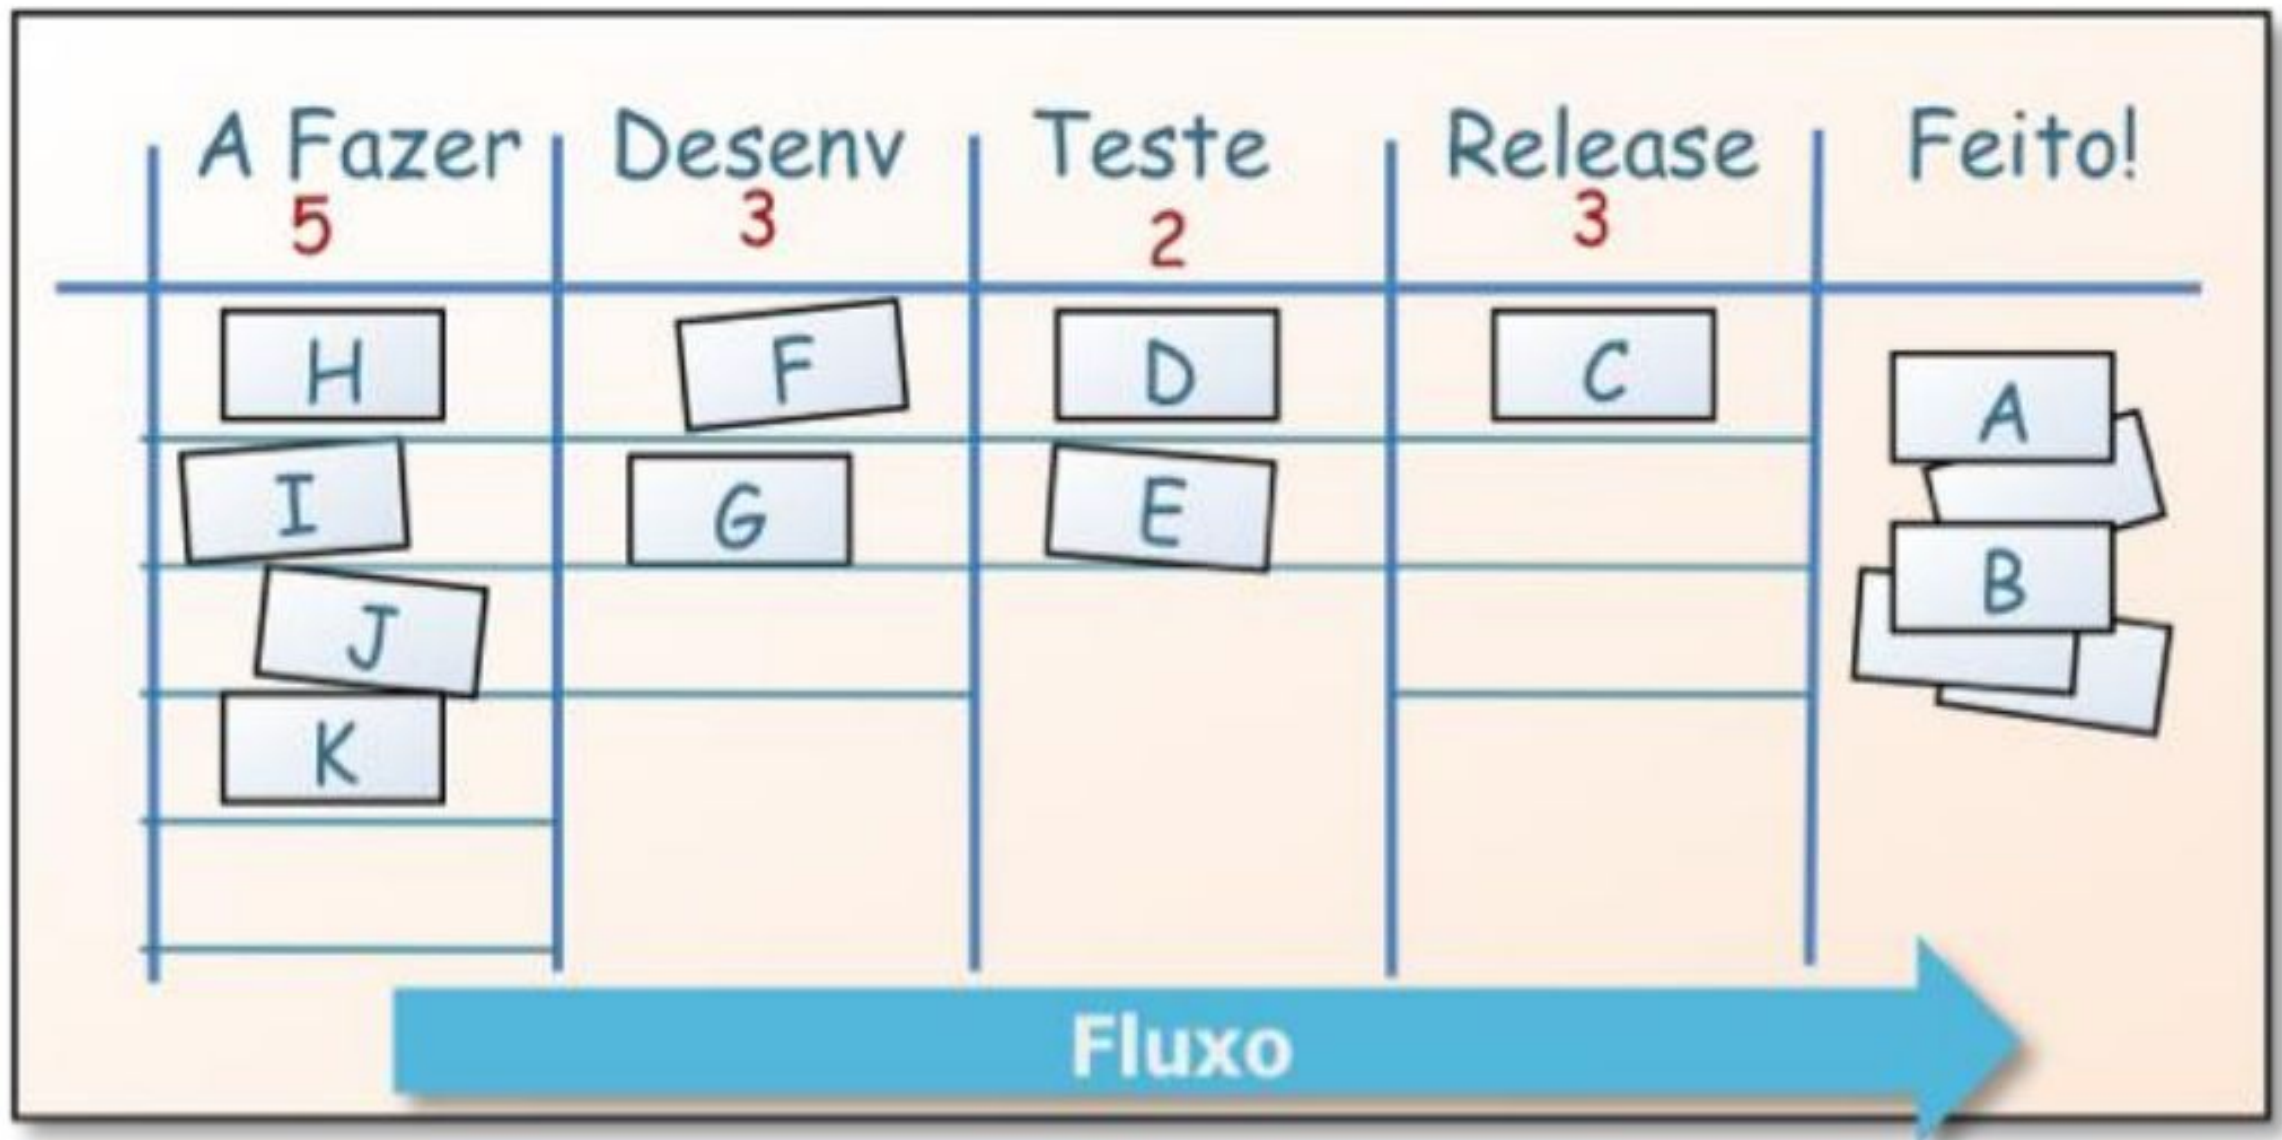 A Fazer Desenv Teste Release Feito!
5 3 2 3
H F D C A
I G E B
J
K
Fluxo